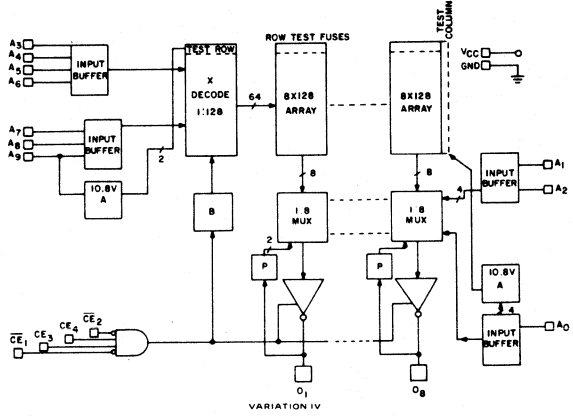 TEST ROW
X
DECODE
1:128
ROW TEST FUSES
8X128
ARRAY
8X128
ARRAY
TEST
COLUMN
VCC
GND
A3
A4
A5
A6
INPUT
BUFFER
64
A7
A8
A9
INPUT
BUFFER
2
10.8V
A
B
8
8
1:8
MUX
1:8
MUX
4
INPUT
BUFFER
A1
A2
2
P
P
10.8V
A
4
INPUT
BUFFER
A0
CE1
CE3
CE4
CE2
O1
O8
VARIATION IV